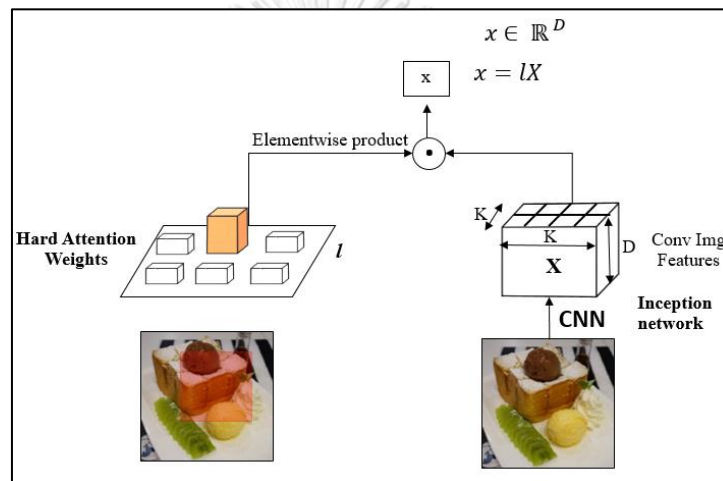 x ∈ ℝ^D
x = lX
x
Elementwise product
Hard Attention
Weights
l
K
K
D
X
Conv Img
Features
CNN
Inception
network